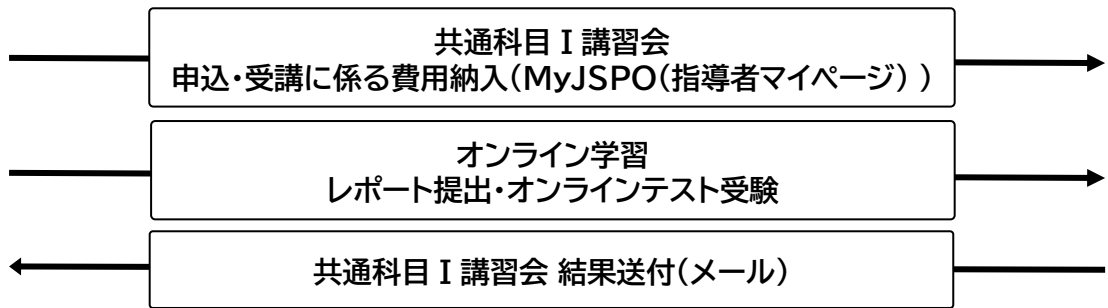 共通科目Ⅰ講習会
申込・受講に係る費用納入(MyJSPO(指導者マイページ) )
オンライン学習
レポート提出・オンラインテスト受験
共通科目Ⅰ講習会 結果送付(メール)